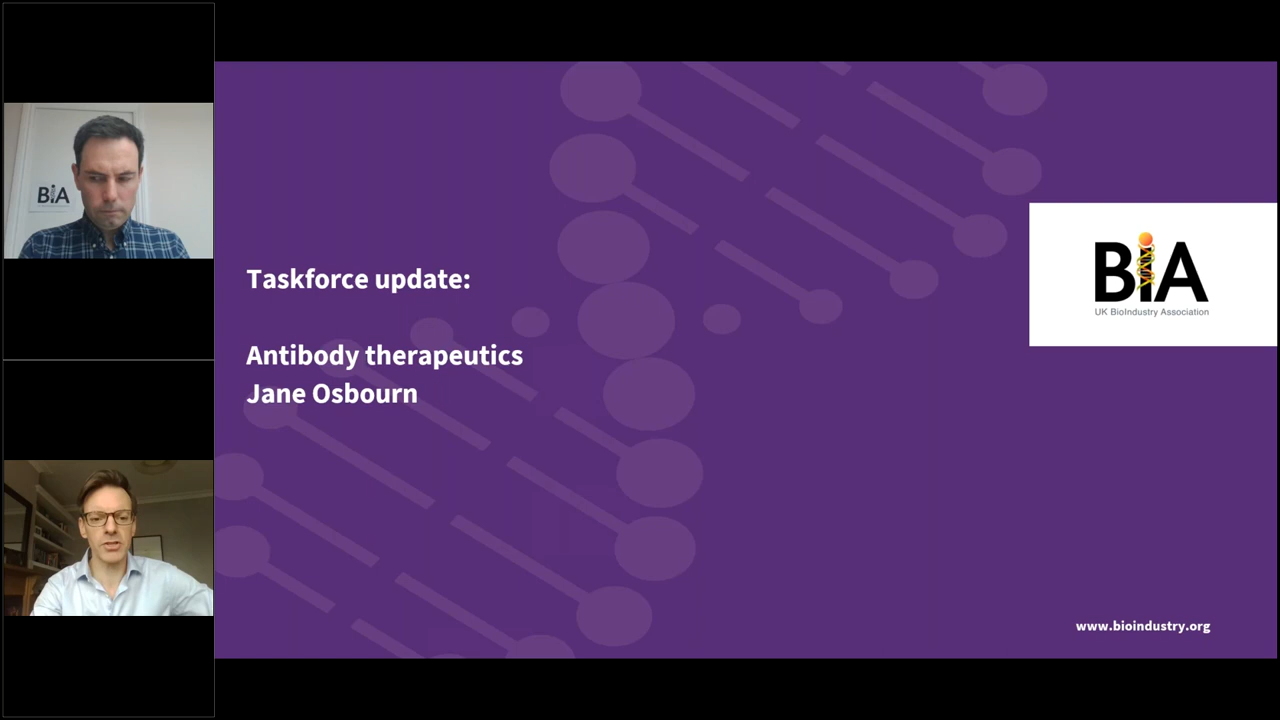 BIA
Taskforce update:
Antibody therapeutics
Jane Osbourn
BIA
UK BioIndustry Association
www.bioindustry.org